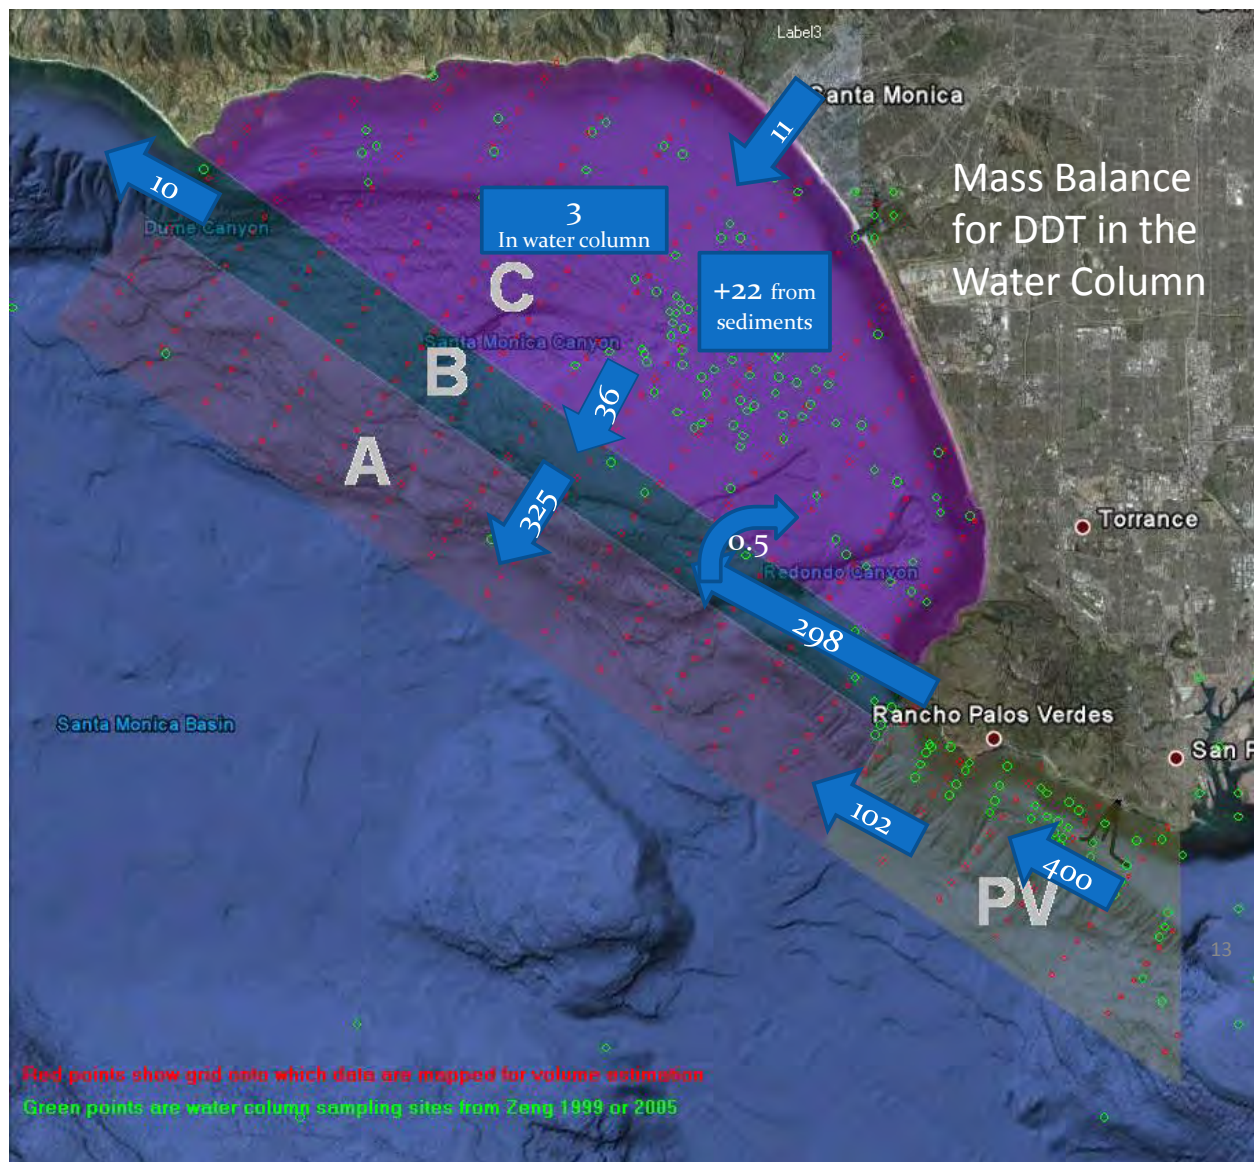 Label3
Santa Monica
11
Mass Balance
for DDT in the
Water Column
10
Dume Canyon
3
In water column
+22 from
sediments
C
Santa Monica Canyon
B
36
A
325
0.5
Torrance
Redondo Canyon
298
Santa Monica Basin
Rancho Palos Verdes
San P
102
400
PV
13
Red points show grid onto which data are mapped for volume estimation
Green points are water column sampling sites from Zeng 1999 or 2005